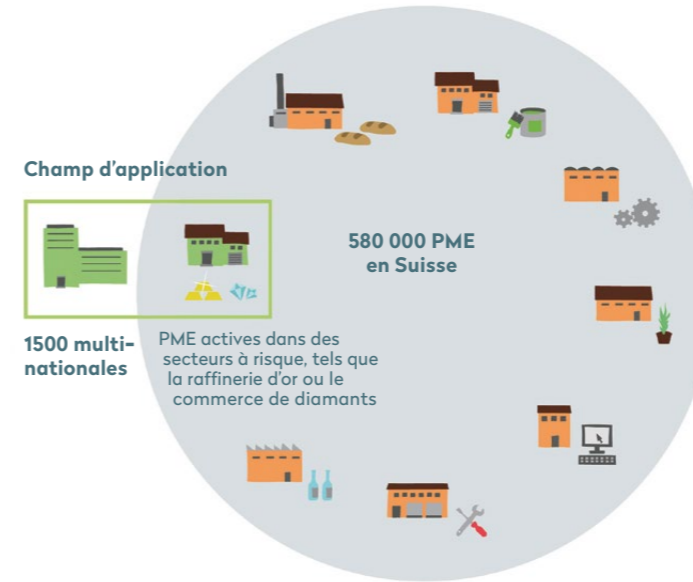 Champ d'application
580 000 PME
en Suisse
1500 multi-
nationales
PME actives dans des
secteurs à risque, tels que
la raffinerie d'or ou le
commerce de diamants